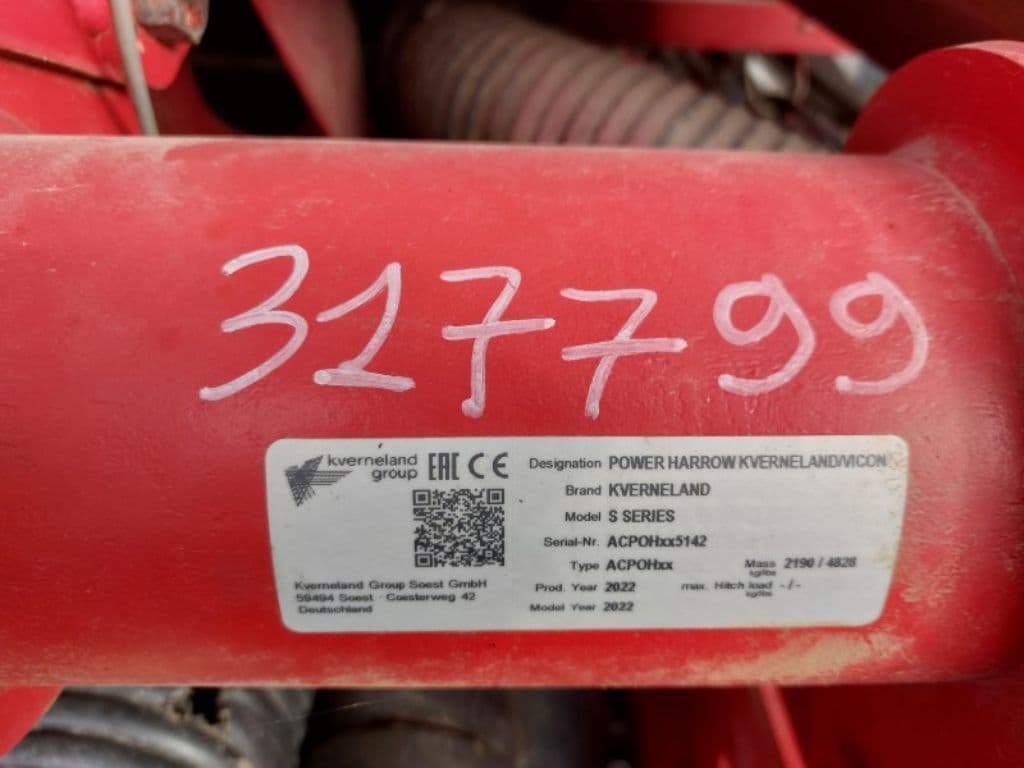 317799
kverneland
group
EAC CE
Designation POWER HARROW KVERNELAND/VICON
Brand KVERNELAND
Model S SERIES
Serial-Nr. ACPOHxx5142
Type ACPOHxx
Mass 2190 / 4828
kg/lbs
Prod. Year 2022
max. Hitch load -/-
kg/lbs
Model Year 2022
Kverneland Group Soest GmbH
59494 Soest - Coesterweg 42
Deutschland